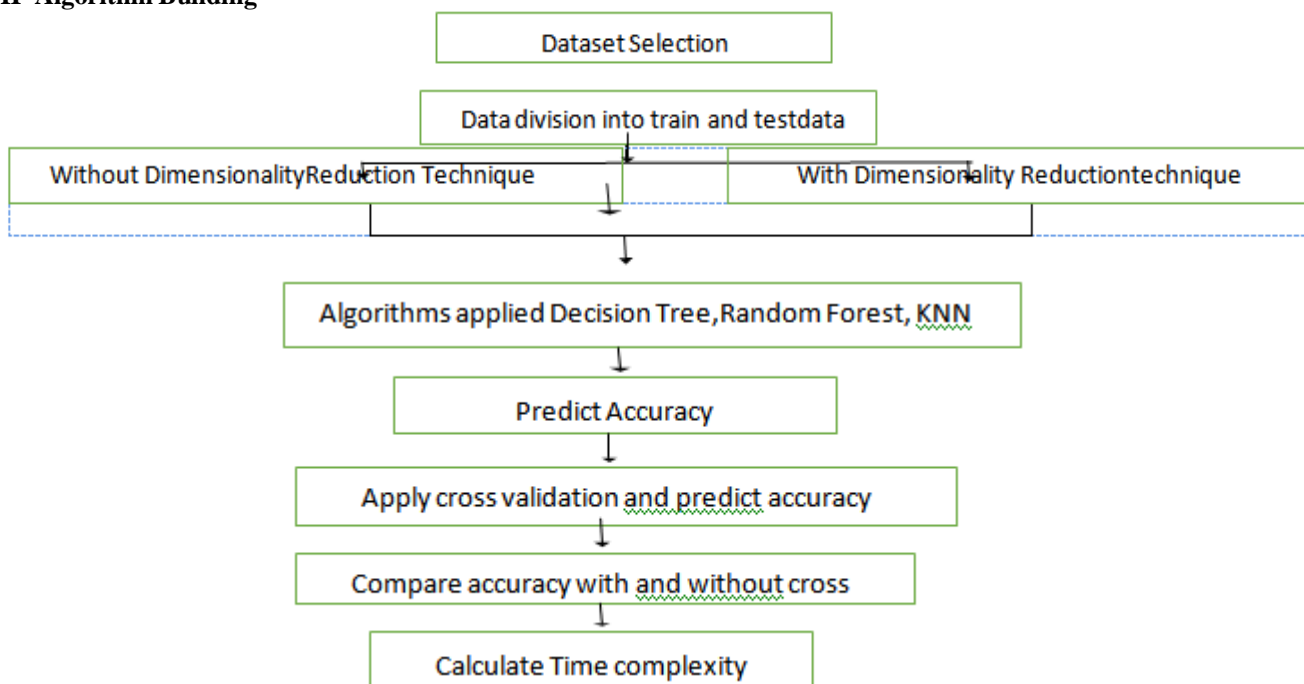 Algorithm Building
Dataset Selection
Data division into train and testdata
Without DimensionalityReduction Technique
With Dimensionality Reductiontechnique
Algorithms applied Decision Tree,Random Forest, KNN
Predict Accuracy
Apply cross validation and predict accuracy
Compare accuracy with and without cross
Calculate Time complexity